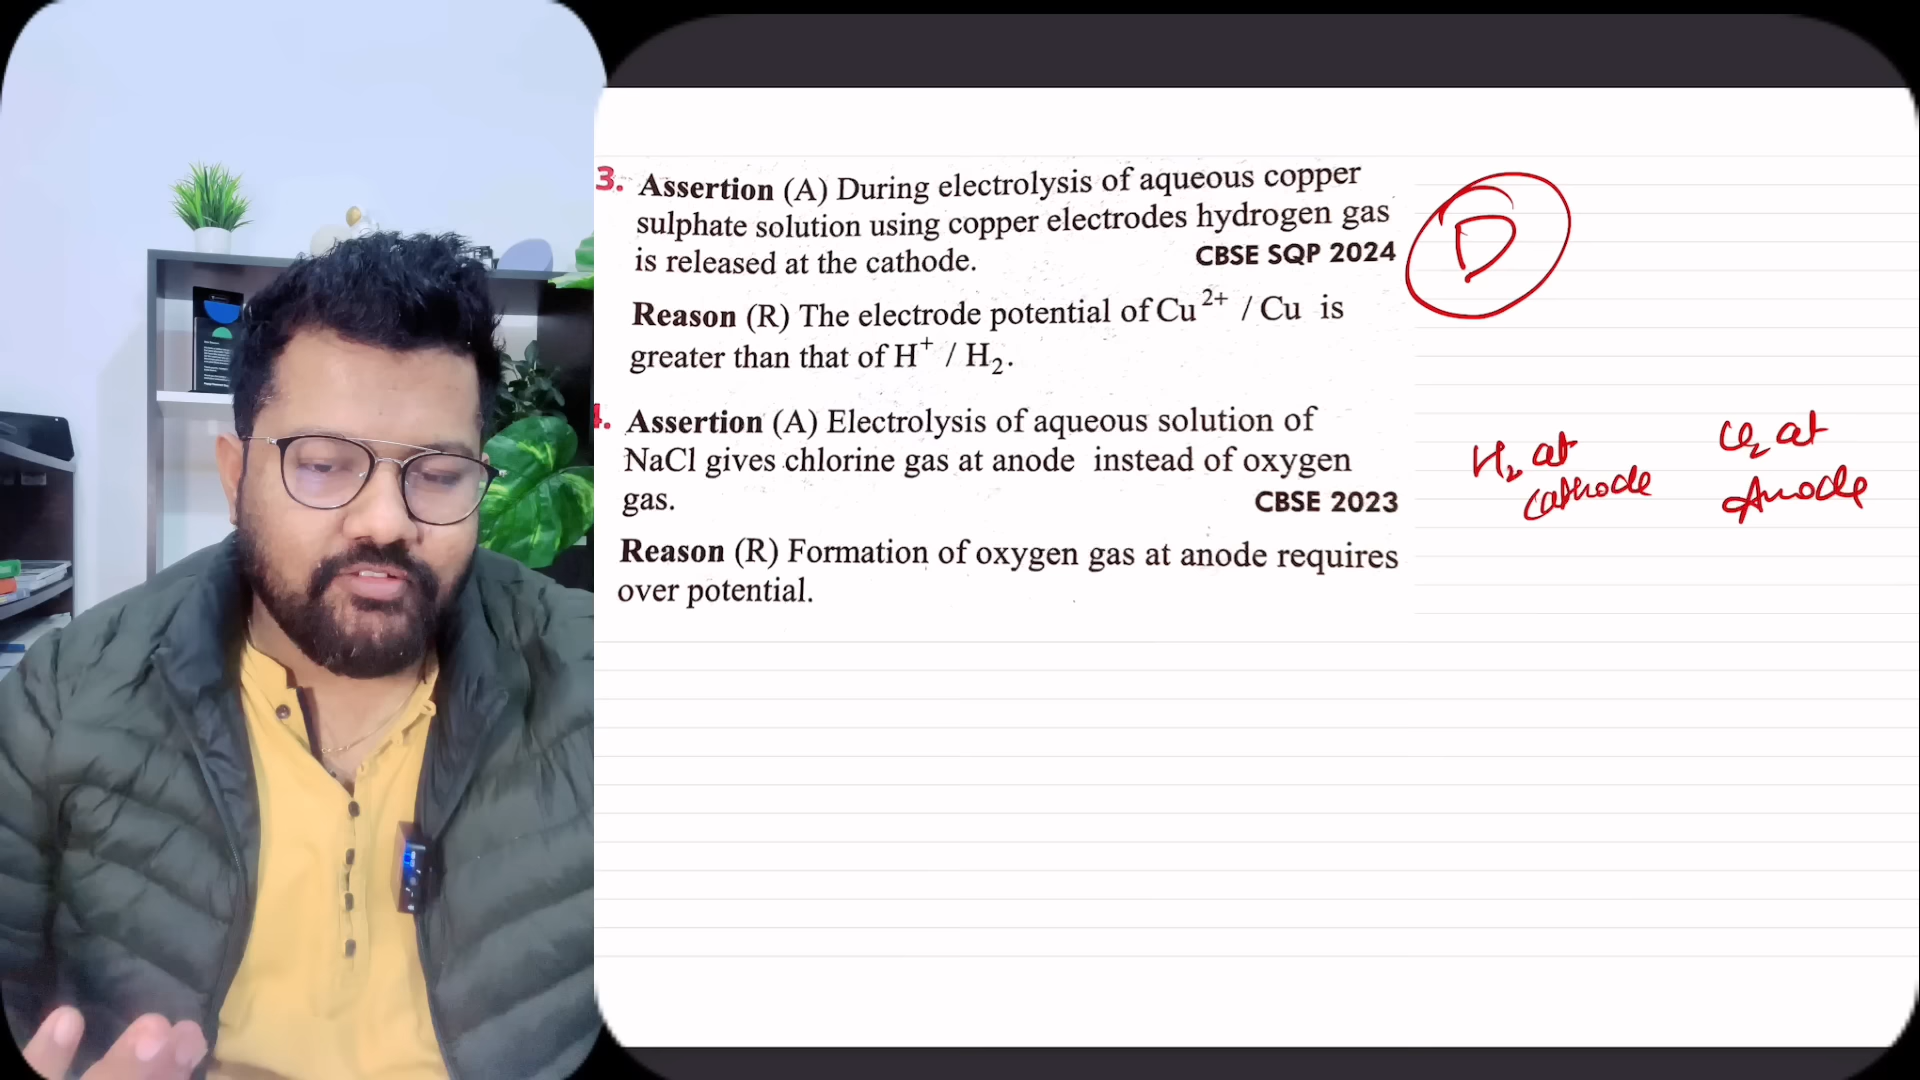 3. Assertion (A) During electrolysis of aqueous copper
sulphate solution using copper electrodes hydrogen gas
is released at the cathode. CBSE SQP 2024
D
Reason (R) The electrode potential of Cu²⁺ / Cu is
greater than that of H⁺ / H₂.
4. Assertion (A) Electrolysis of aqueous solution of
NaCl gives chlorine gas at anode instead of oxygen
gas. CBSE 2023
H₂ at
cathode
Cl₂ at
Anode
Reason (R) Formation of oxygen gas at anode requires
over potential.